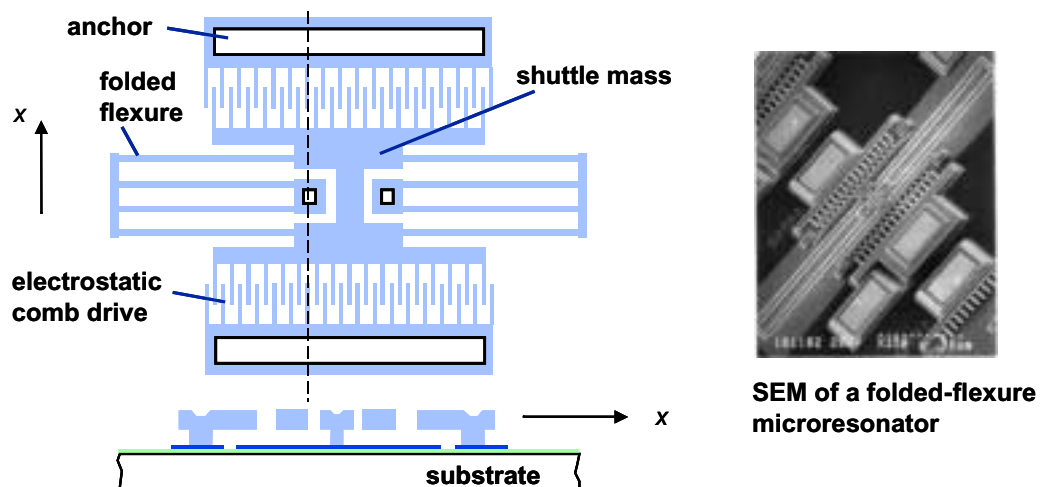 anchor
folded
flexure
x
shuttle mass
electrostatic
comb drive
x
substrate
SEM of a folded-flexure
microresonator